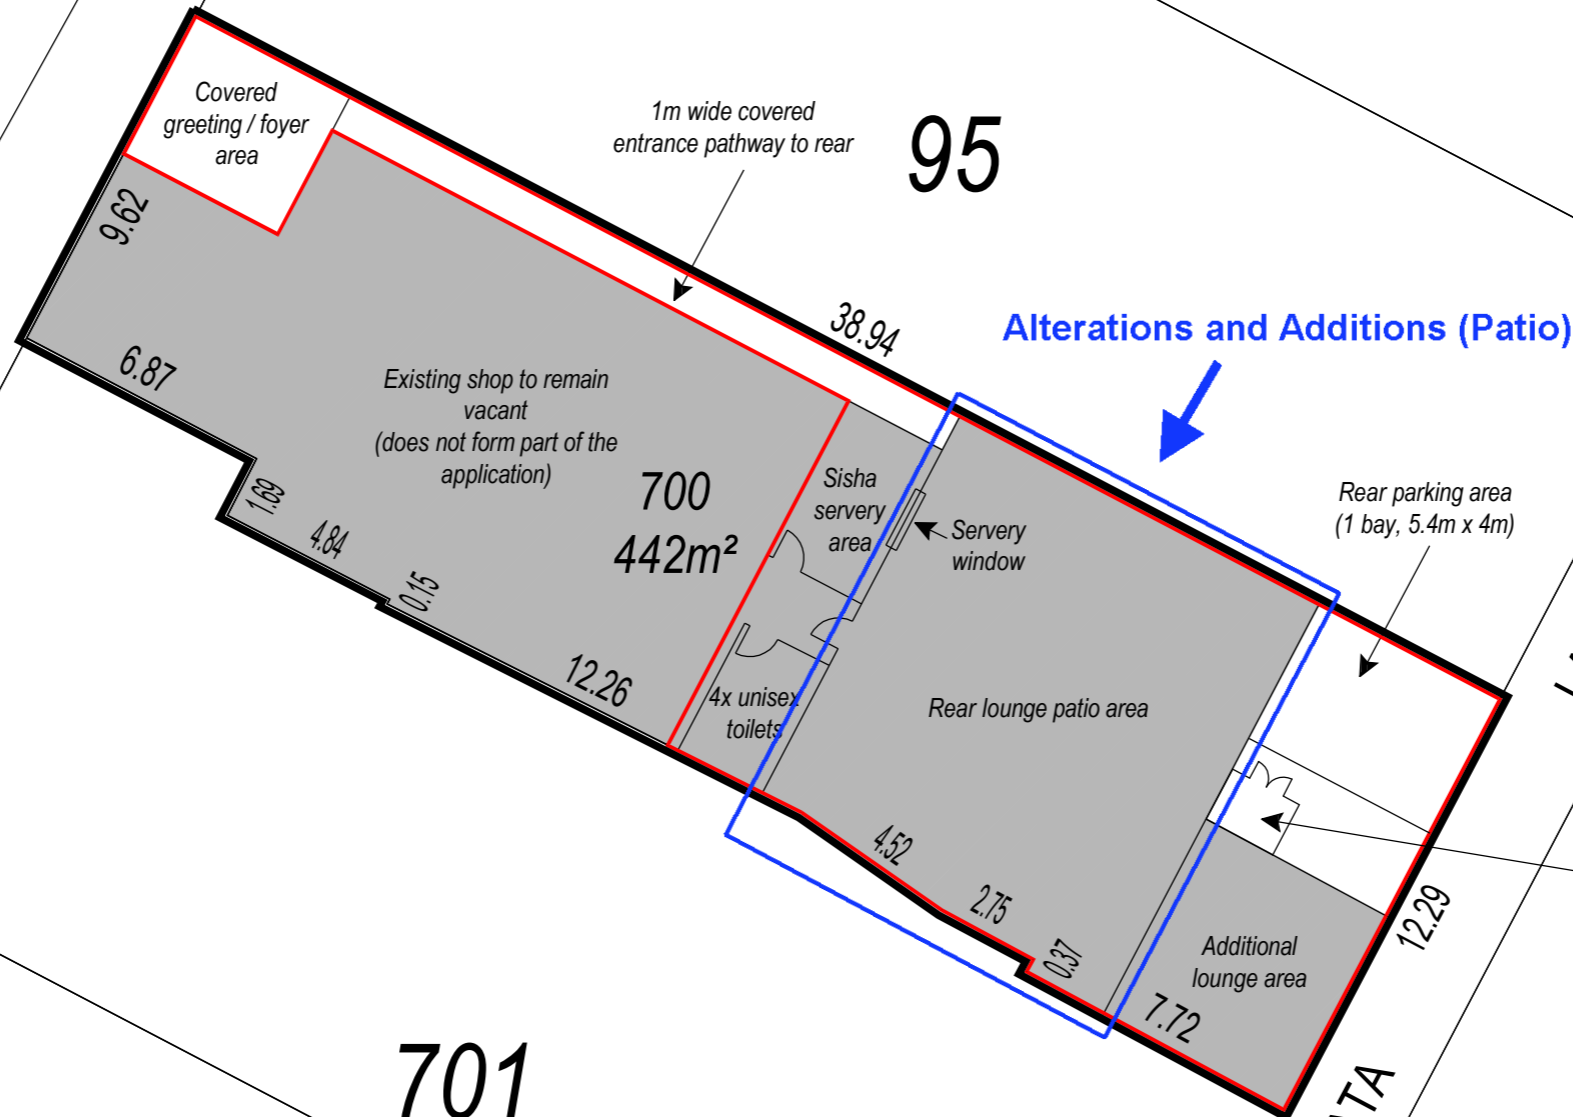 Covered
greeting / foyer
area
1m wide covered
entrance pathway to rear
95
9.62
38.94
Alterations and Additions (Patio)
6.87
Existing shop to remain
vacant
(does not form part of the
application)
700
442m²
1.69
4.84
0.15
12.26
Sisha
servery
area
Servery
window
Rear parking area
(1 bay, 5.4m x 4m)
4x unisex
toilets
Rear lounge patio area
4.52
2.75
0.37
Additional
lounge area
12.29
7.72
701